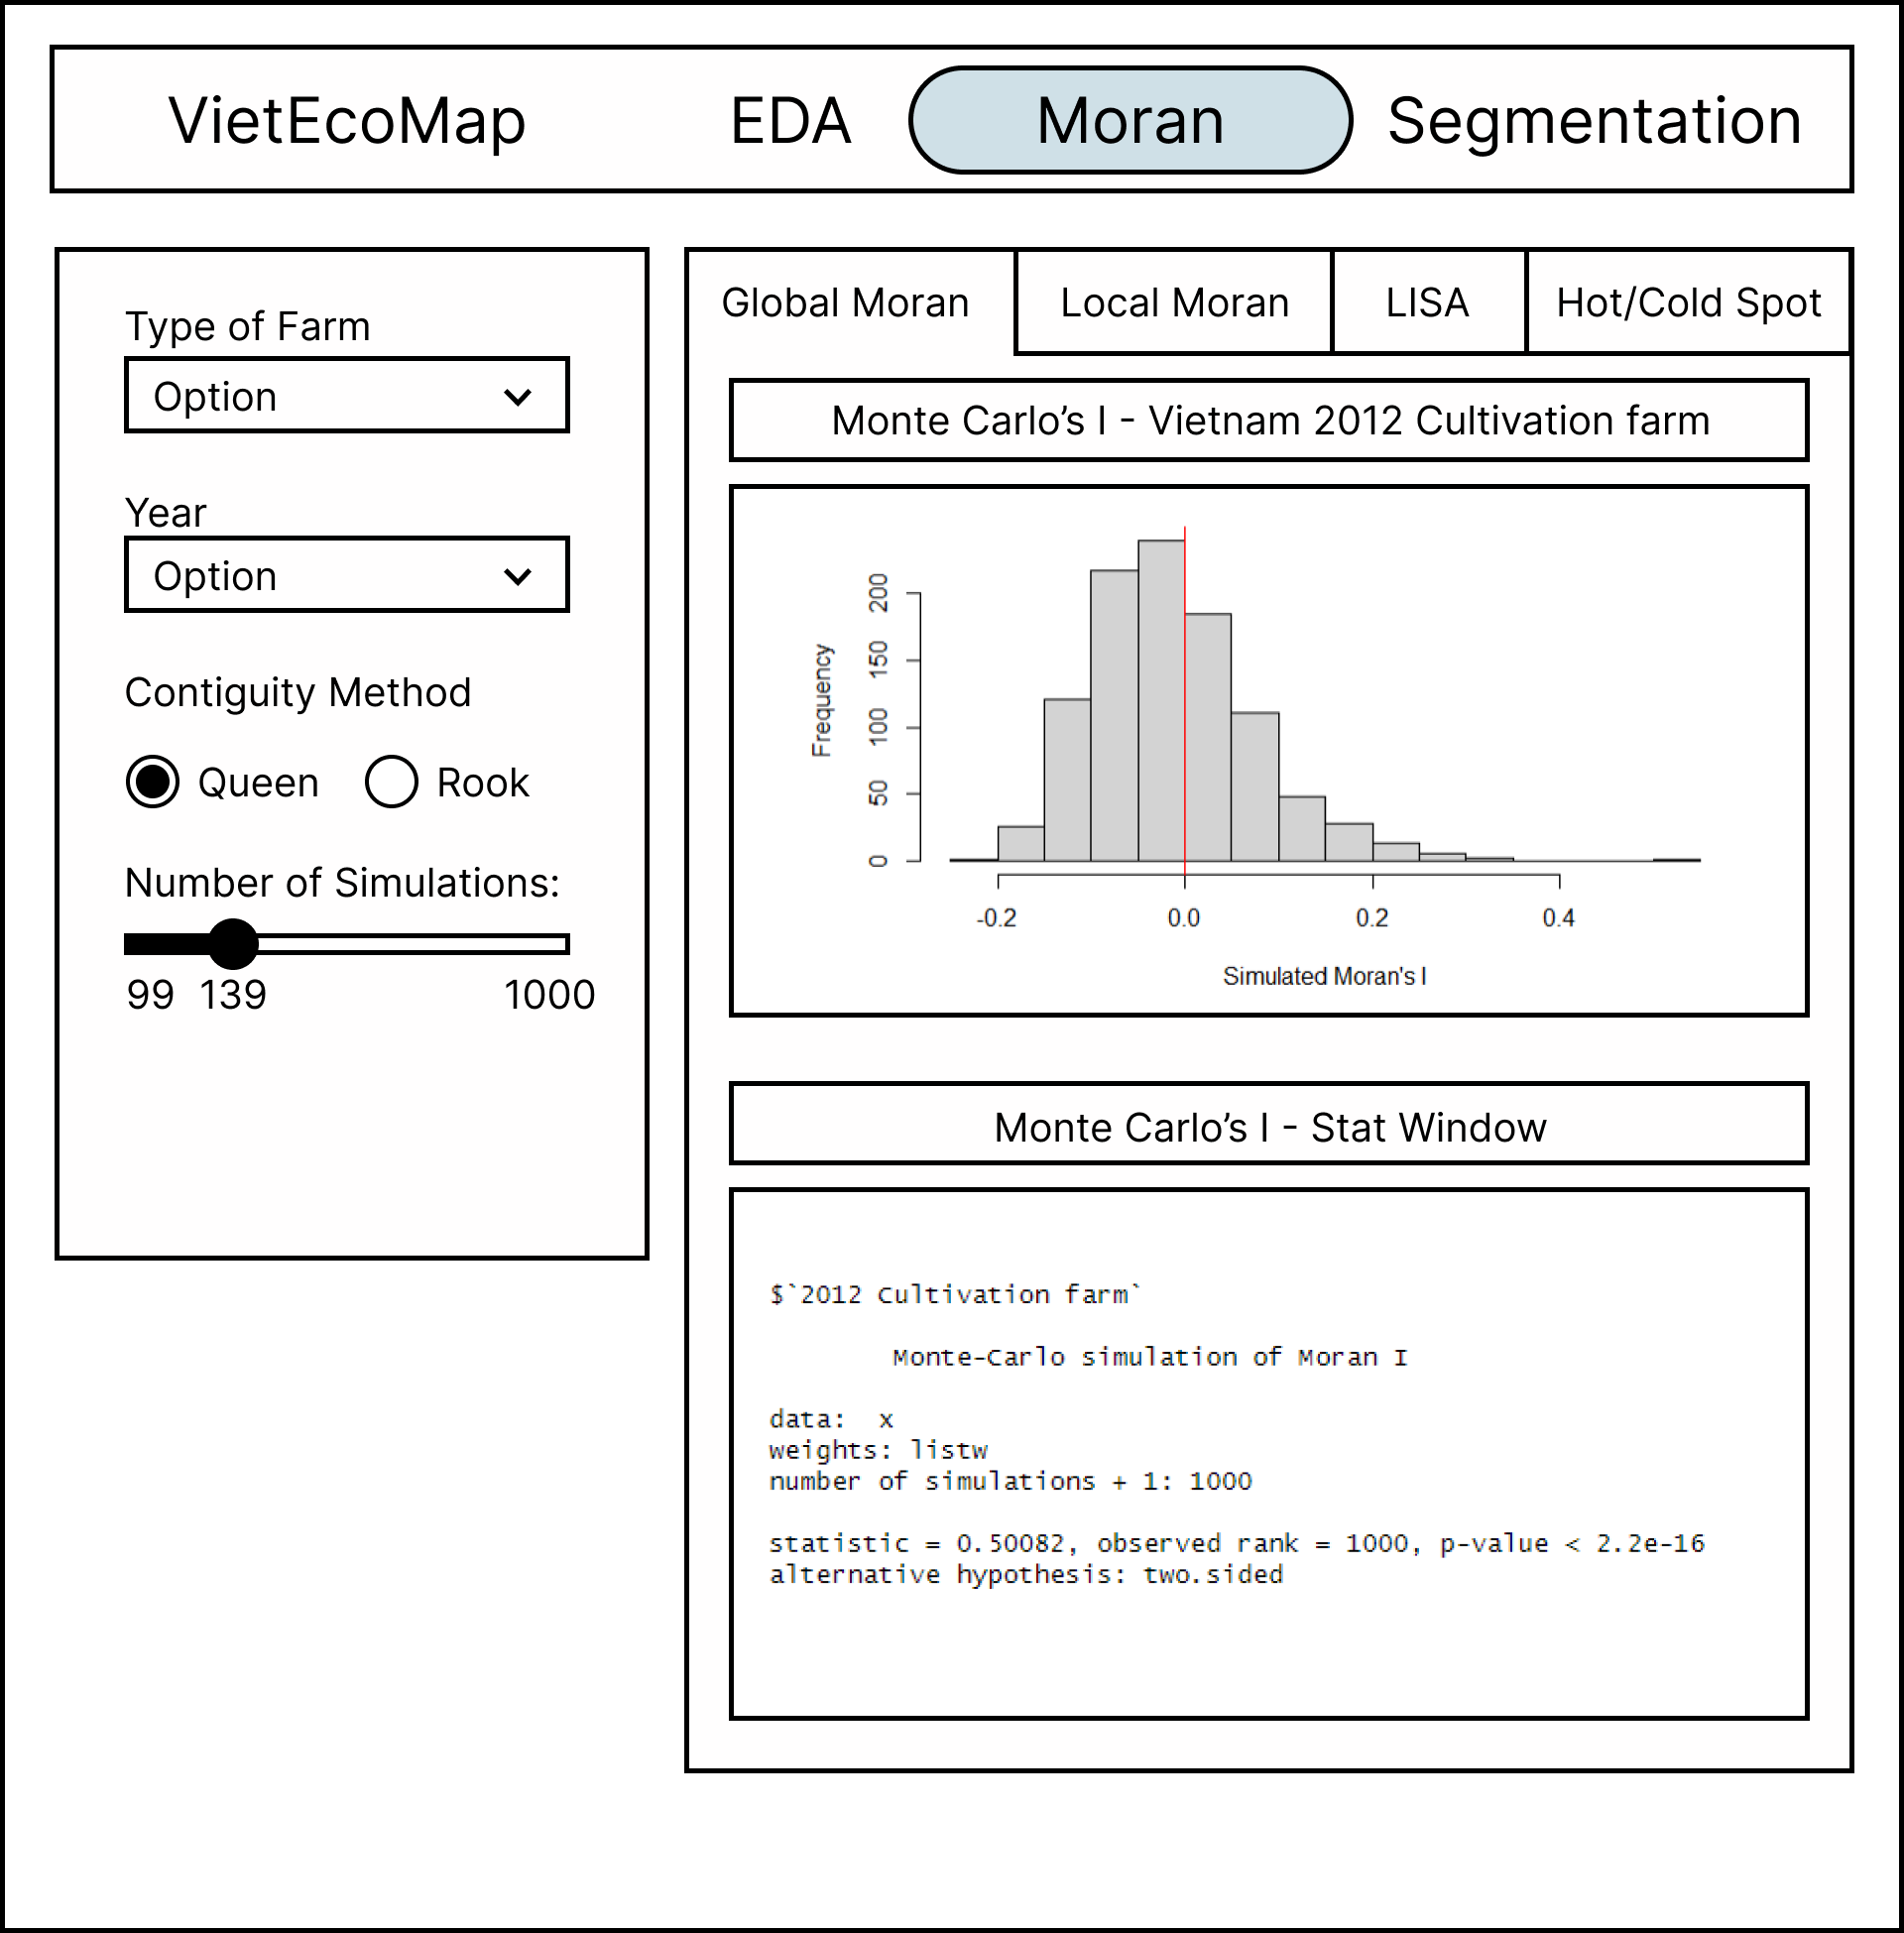 VietEcoMap EDA Moran Segmentation
Type of Farm
Option
Year
Option
Contiguity Method
Queen Rook
Number of Simulations:
99 139 1000
Global Moran Local Moran LISA Hot/Cold Spot
Monte Carlo’s I - Vietnam 2012 Cultivation farm
Frequency
200
150
100
50
0
-0.2 0.0 0.2 0.4
Simulated Moran's I
Monte Carlo’s I - Stat Window
$`2012 Cultivation farm`
Monte-Carlo simulation of Moran I
data:  x
weights: listw
number of simulations + 1: 1000
statistic = 0.50082, observed rank = 1000, p-value < 2.2e-16
alternative hypothesis: two.sided